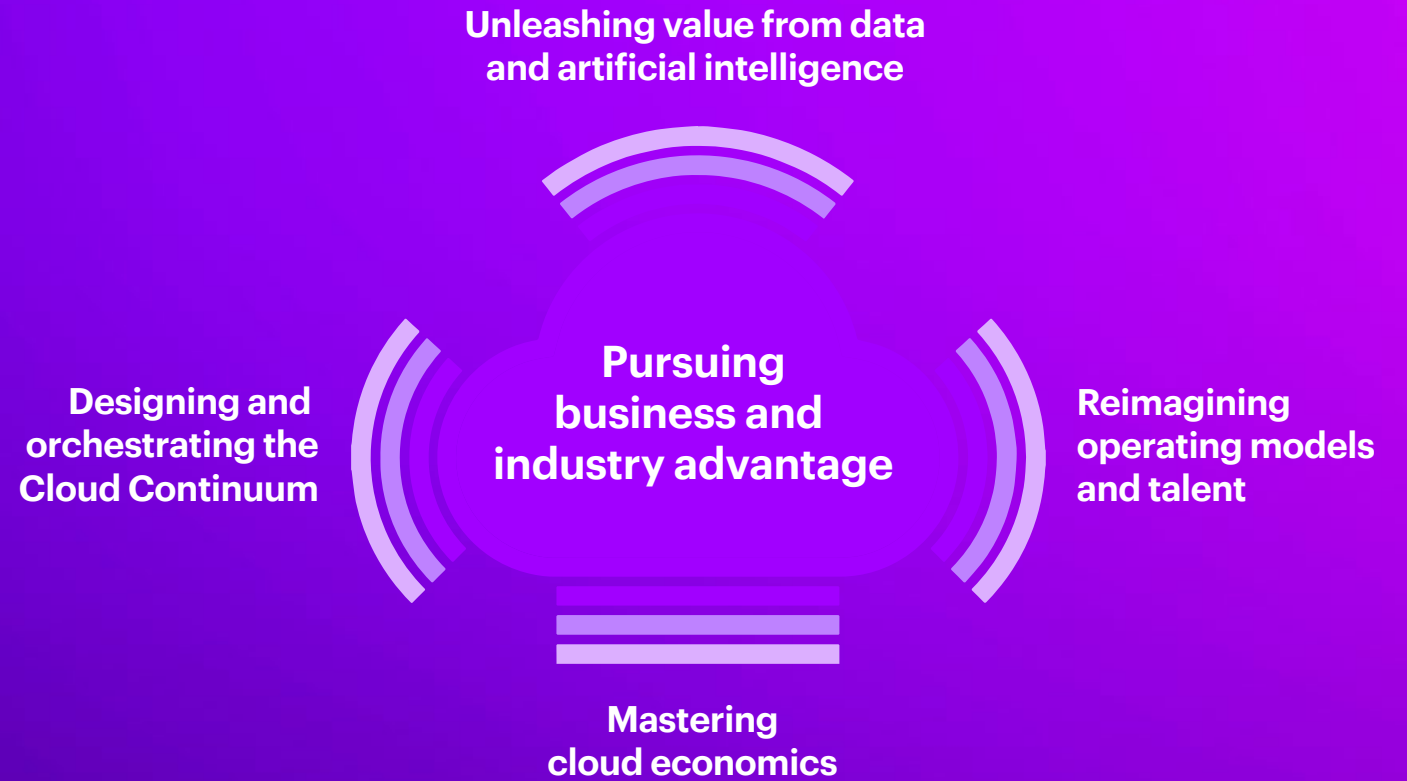 Unleashing value from data
and artificial intelligence
Pursuing
business and
industry advantage
Designing and
orchestrating the
Cloud Continuum
Reimagining
operating models
and talent
Mastering
cloud economics